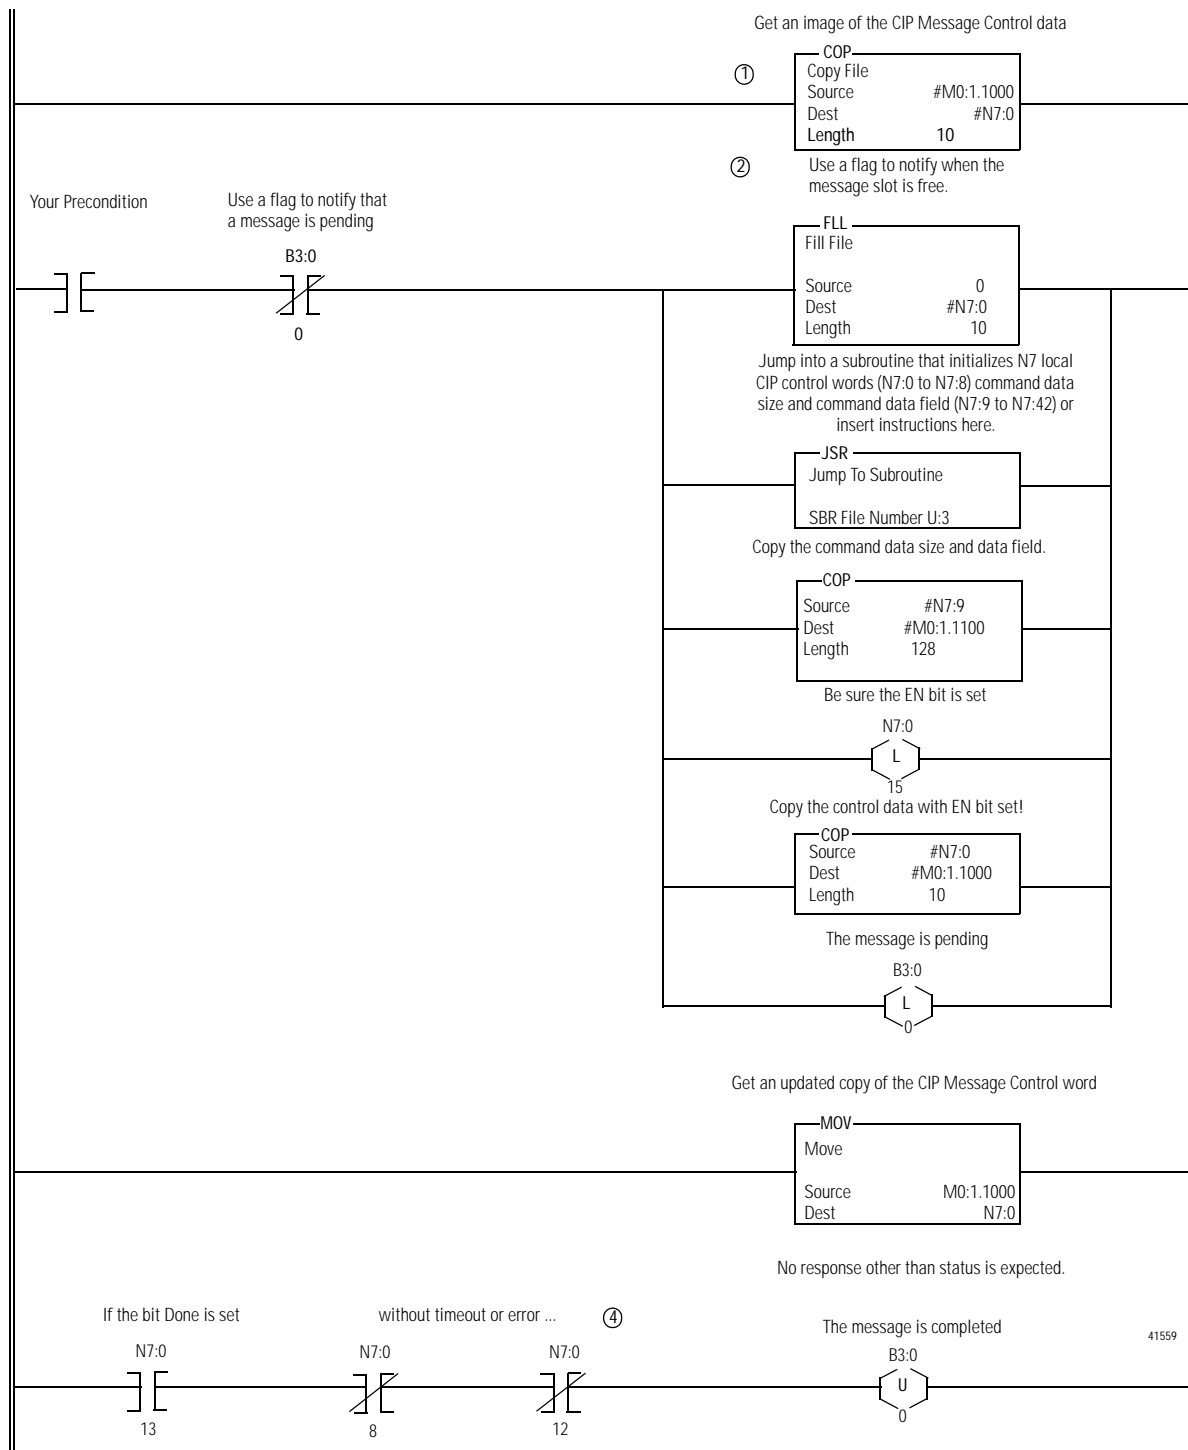 Get an image of the CIP Message Control data
COP
1
Copy File
Source #M0:1.1000
Dest #N7:0
Length 10
2
Use a flag to notify when the
message slot is free.
Your Precondition
Use a flag to notify that
a message is pending
B3:0
0
FLL
Fill File
Source 0
Dest #N7:0
Length 10
Jump into a subroutine that initializes N7 local
CIP control words (N7:0 to N7:8) command data
size and command data field (N7:9 to N7:42) or
insert instructions here.
JSR
Jump To Subroutine
SBR File Number U:3
Copy the command data size and data field.
COP
Source #N7:9
Dest #M0:1.1100
Length 128
Be sure the EN bit is set
N7:0
L
15
Copy the control data with EN bit set!
COP
Source #N7:0
Dest #M0:1.1000
Length 10
The message is pending
B3:0
L
0
Get an updated copy of the CIP Message Control word
MOV
Move
Source M0:1.1000
Dest N7:0
No response other than status is expected.
If the bit Done is set
without timeout or error ...
4
The message is completed
41559
N7:0
N7:0
N7:0
B3:0
U
0
13
8
12